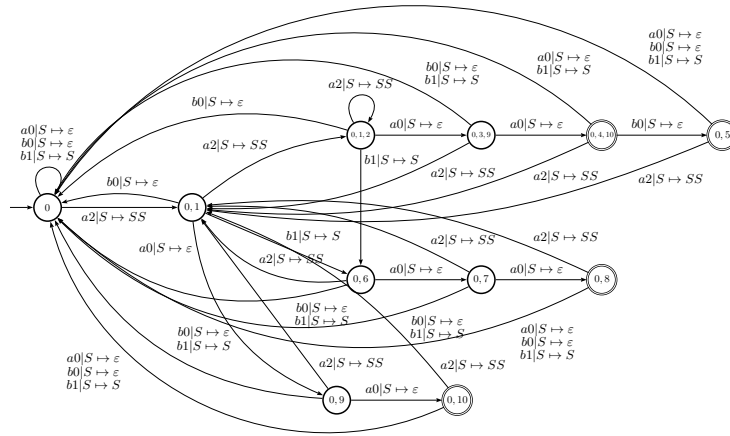 a0|S ↦ ε
b0|S ↦ ε
b1|S ↦ S
a0|S ↦ ε
b1|S ↦ S
b0|S ↦ ε
b1|S ↦ S
a2|S ↦ SS
b0|S ↦ ε
a0|S ↦ ε
b0|S ↦ ε
b1|S ↦ S
a2|S ↦ SS
0, 1, 2
a0|S ↦ ε
0, 3, 9
a0|S ↦ ε
0, 4, 10
b0|S ↦ ε
0, 5
b1|S ↦ S
a2|S ↦ SS
a2|S ↦ SS
a2|S ↦ SS
b0|S ↦ ε
0
a2|S ↦ SS
0, 1
b1|S ↦ S
a2|S ↦ SS
a2|S ↦ SS
a0|S ↦ ε
a2|S ↦ SS
0, 6
a0|S ↦ ε
0, 7
a0|S ↦ ε
0, 8
b0|S ↦ ε
b1|S ↦ S
b0|S ↦ ε
b1|S ↦ S
b0|S ↦ ε
b1|S ↦ S
a0|S ↦ ε
b0|S ↦ ε
b1|S ↦ S
a0|S ↦ ε
b0|S ↦ ε
b1|S ↦ S
a2|S ↦ SS
a2|S ↦ SS
0, 9
a0|S ↦ ε
0, 10